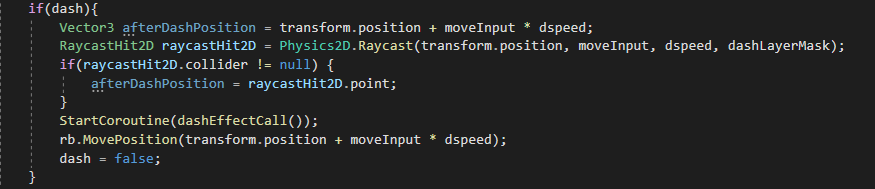 if(dash){
Vector3 afterDashPosition = transform.position + moveInput * dspeed;
RaycastHit2D raycastHit2D = Physics2D.Raycast(transform.position, moveInput, dspeed, dashLayerMask);
if(raycastHit2D.collider != null) {
afterDashPosition = raycastHit2D.point;
}
StartCoroutine(dashEffectCall());
rb.MovePosition(transform.position + moveInput * dspeed);
dash = false;
}